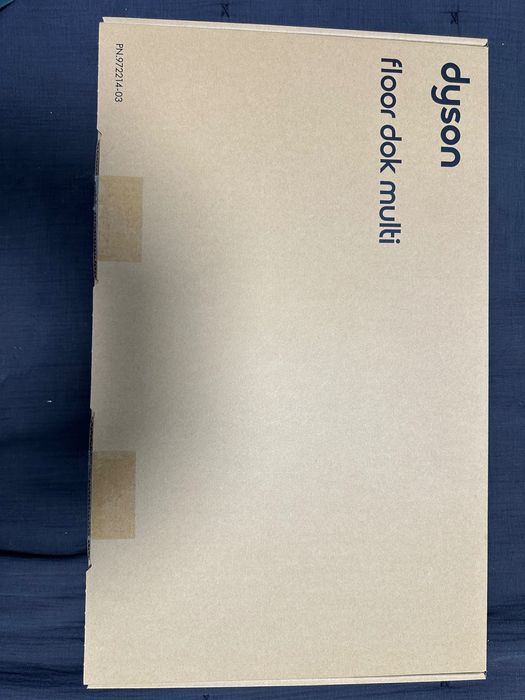 dyson
floor dok multi
PN.972214-03